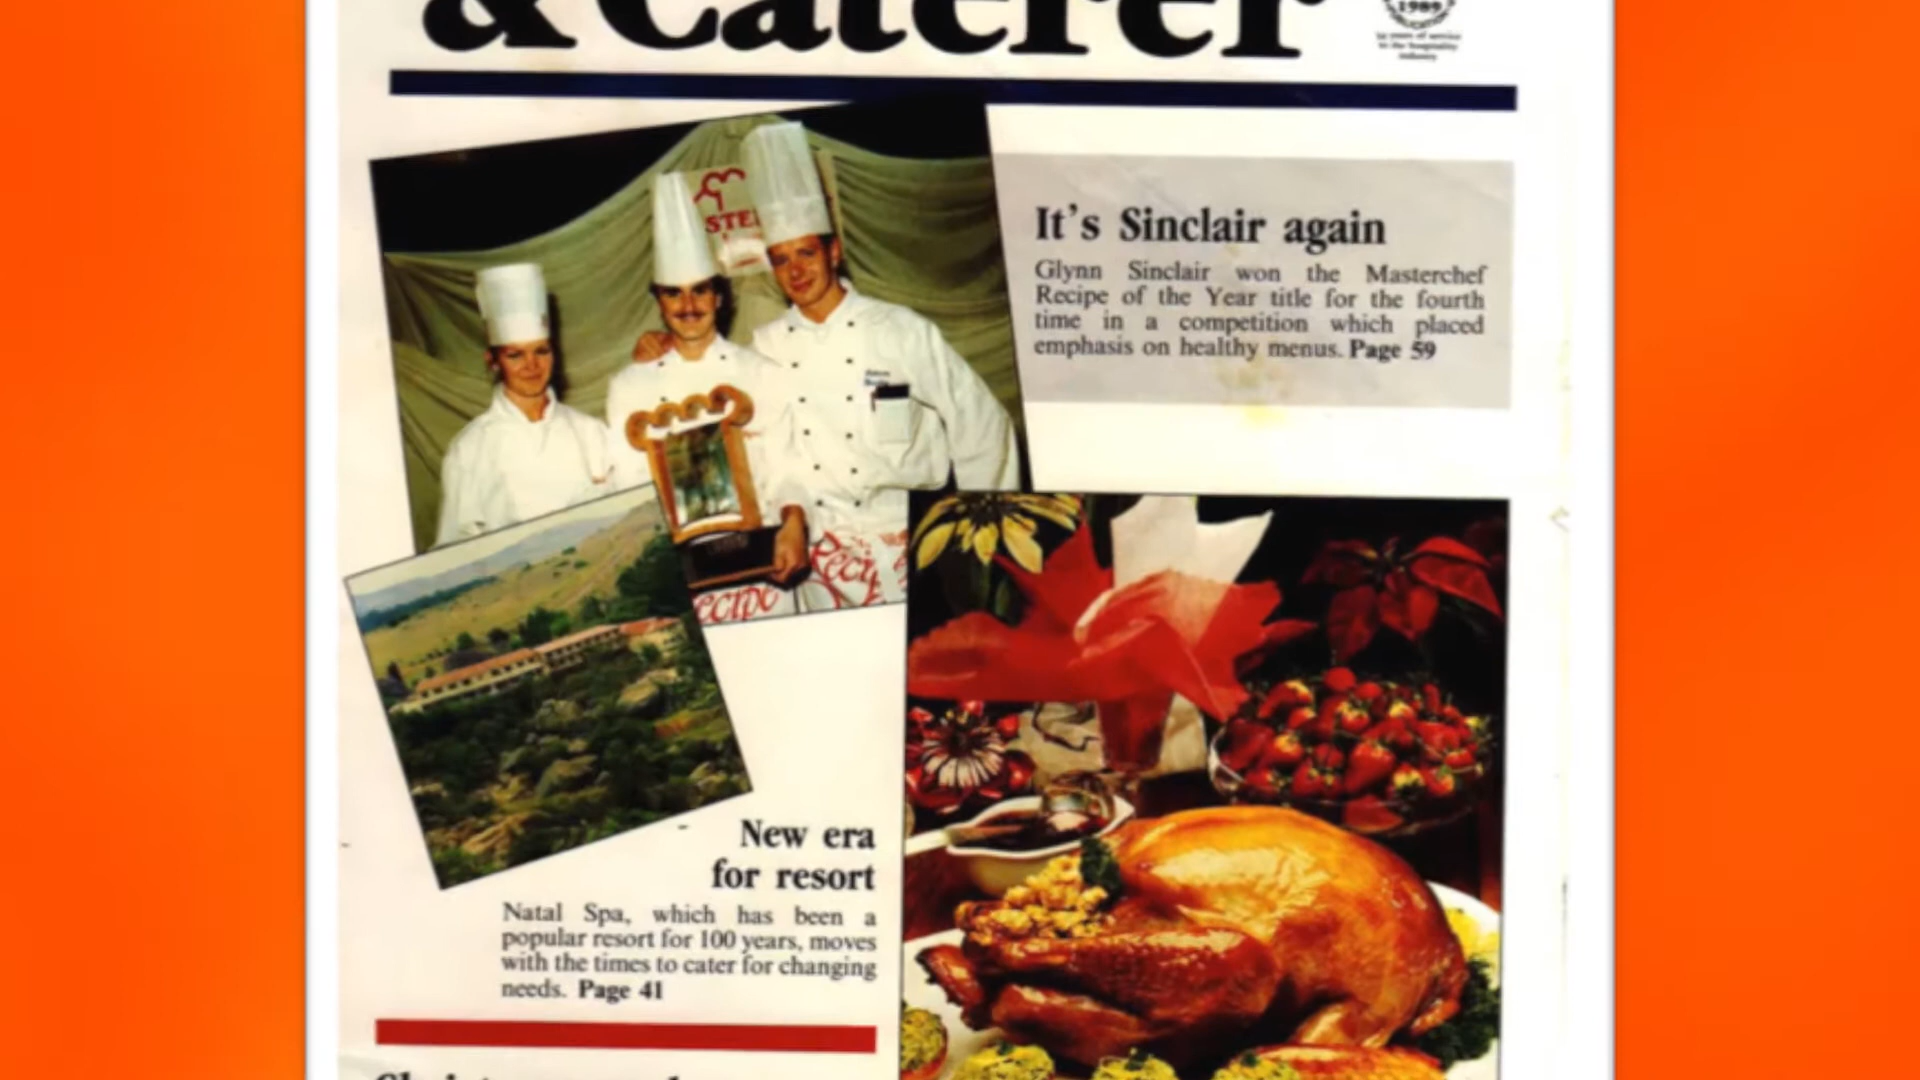 & Caterer
1989
It's Sinclair again
Glynn Sinclair won the Masterchef
Recipe of the Year title for the fourth
time in a competition which placed
emphasis on healthy menus. Page 59
New era
for resort
Natal Spa, which has been a
popular resort for 100 years, moves
with the times to cater for changing
needs. Page 41